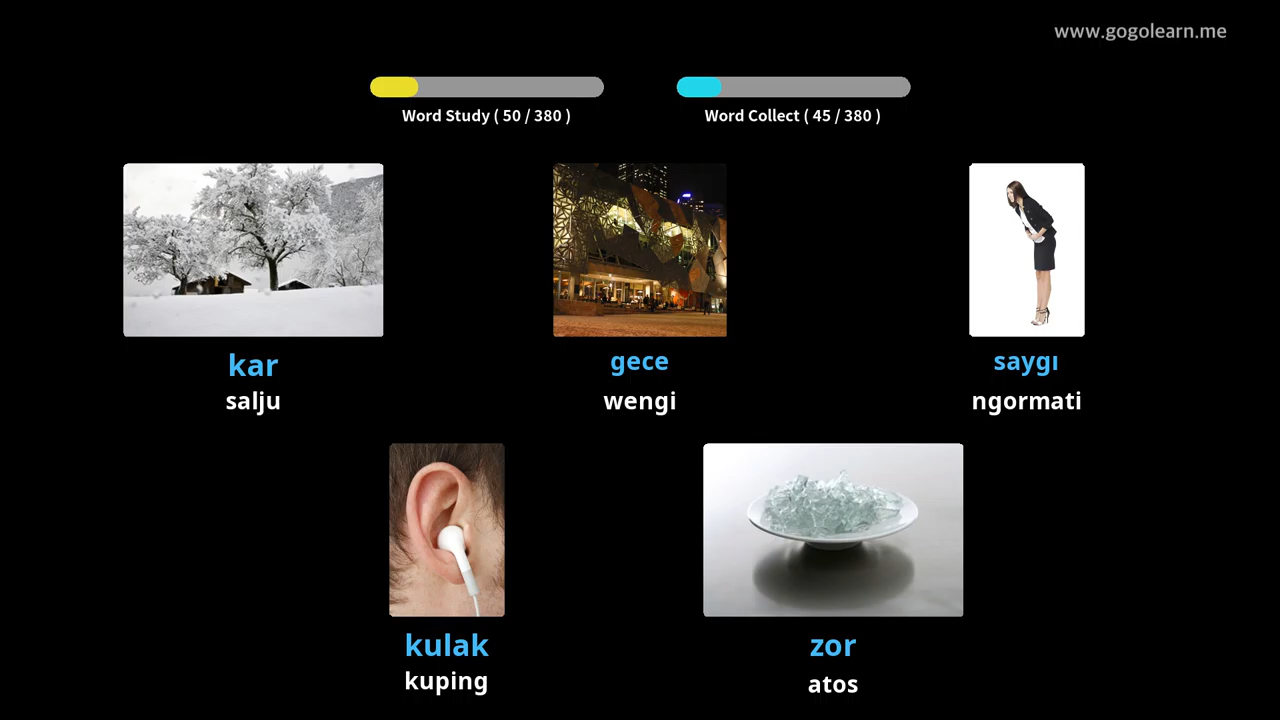 www.gogolearn.me
Word Study ( 50 / 380 )
Word Collect ( 45 / 380 )
kar
salju
gece
wengi
saygı
ngormati
kulak
kuping
zor
atos